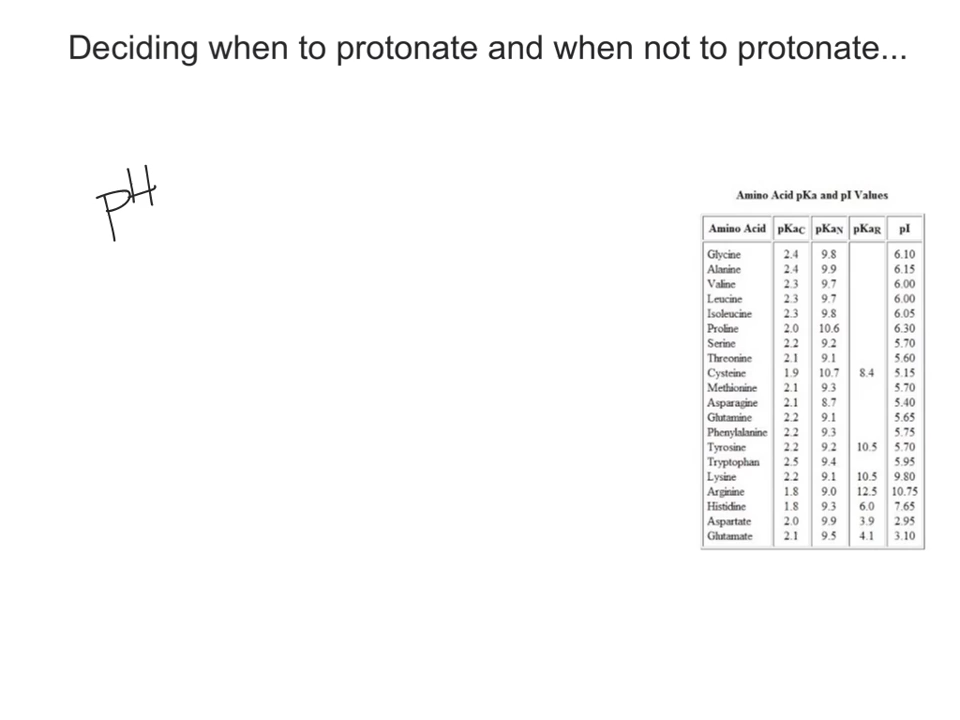 Deciding when to protonate and when not to protonate...
pH
Amino Acid pKa and pI Values
Amino Acid pKaC pKaN pKaR pI
Glycine 2.4 9.8 6.10
Alanine 2.4 9.9 6.15
Valine 2.3 9.7 6.00
Leucine 2.3 9.7 6.00
Isoleucine 2.3 9.8 6.05
Proline 2.0 10.6 6.30
Serine 2.2 9.2 5.70
Threonine 2.1 9.1 5.60
Cysteine 1.9 10.7 8.4 5.15
Methionine 2.1 9.3 5.70
Asparagine 2.1 8.7 5.40
Glutamine 2.2 9.1 5.65
Phenylalanine 2.2 9.3 5.75
Tyrosine 2.2 9.2 10.5 5.70
Tryptophan 2.5 9.4 5.95
Lysine 2.2 9.1 10.5 9.80
Arginine 1.8 9.0 12.5 10.75
Histidine 1.8 9.3 6.0 7.65
Aspartate 2.0 9.9 3.9 2.95
Glutamate 2.1 9.5 4.1 3.10